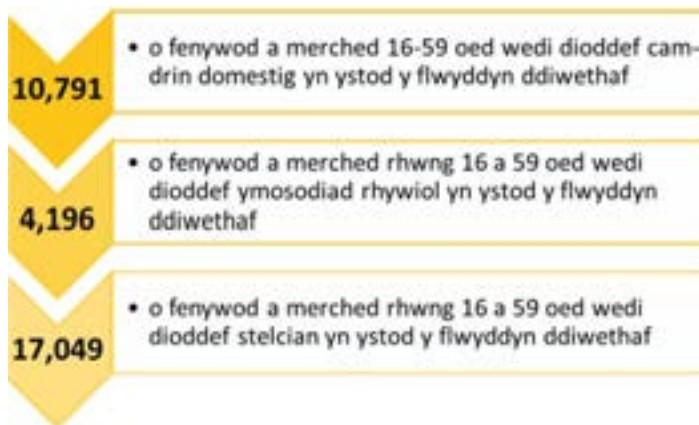 10,791
• o fenywod a merched 16-59 oed wedi dioddef cam-
drin domestig yn ystod y flwyddyn ddiwethaf
4,196
• o fenywod a merched rhwng 16 a 59 oed wedi
dioddef ymosodiad rhywiol yn ystod y flwyddyn
ddiwethaf
17,049
• o fenywod a merched rhwng 16 a 59 oed wedi
dioddef stelcian yn ystod y flwyddyn ddiwethaf